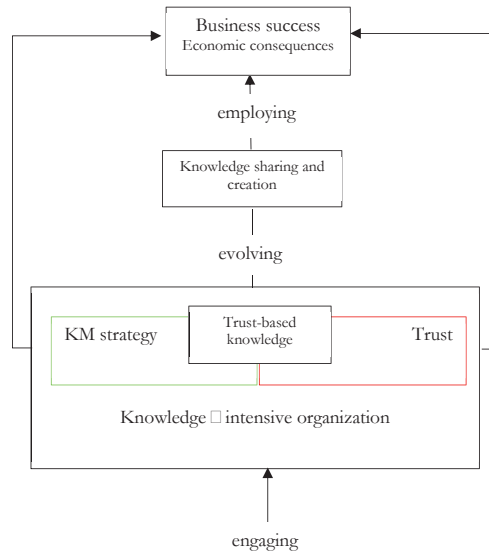 Business success
Economic consequences
employing
Knowledge sharing and
creation
evolving
KM strategy
Trust-based
knowledge
Trust
Knowledge □ intensive organization
engaging